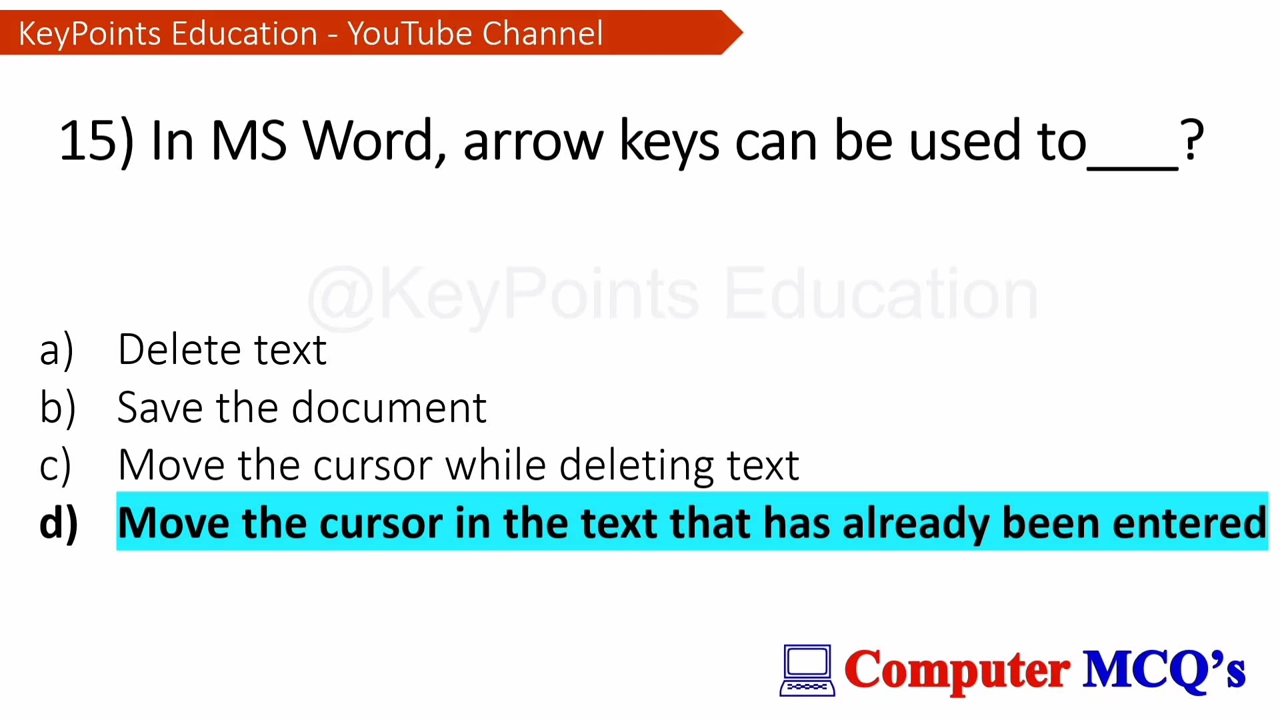 KeyPoints Education - YouTube Channel
15) In MS Word, arrow keys can be used to___?
@KeyPoints Education
a) Delete text
b) Save the document
c) Move the cursor while deleting text
d) Move the cursor in the text that has already been entered
Computer MCQ's